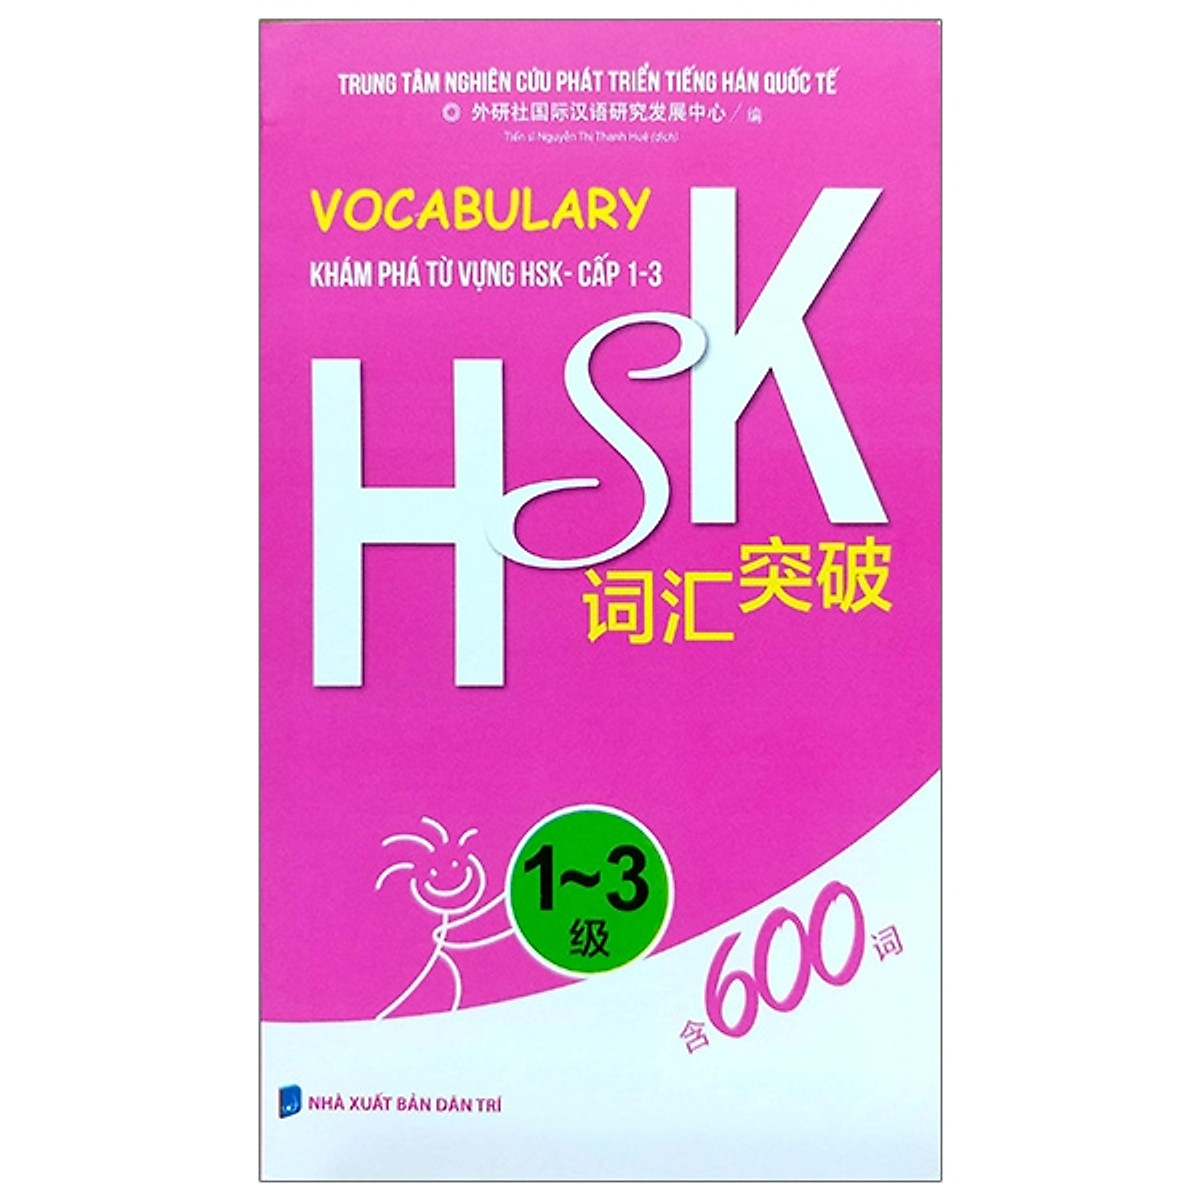 TRUNG TÂM NGHIÊN CỨU PHÁT TRIỂN TIẾNG HÁN QUỐC TẾ
◎ 外研社国际汉语研究发展中心 / 编
Tiến sĩ Nguyễn Thị Thanh Huệ (dịch)
VOCABULARY
KHÁM PHÁ TỪ VỰNG HSK- CẤP 1-3
HSK
词汇突破
1~3
级
含600词
NHÀ XUẤT BẢN DÂN TRÍ